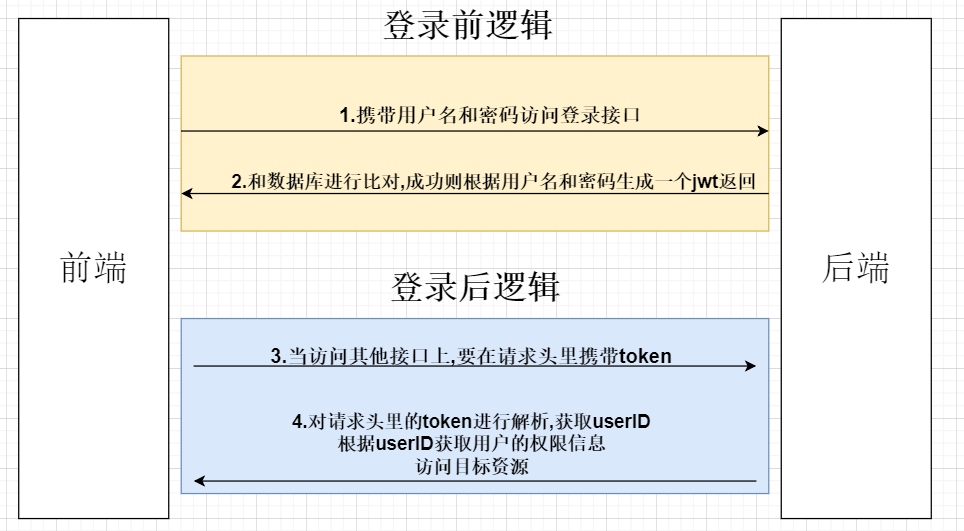 登录前逻辑
1.携带用户名和密码访问登录接口
2.和数据库进行比对,成功则根据用户名和密码生成一个jwt返回
前端
后端
登录后逻辑
3.当访问其他接口上,要在请求头里携带token
4.对请求头里的token进行解析,获取userID
根据userID获取用户的权限信息
访问目标资源